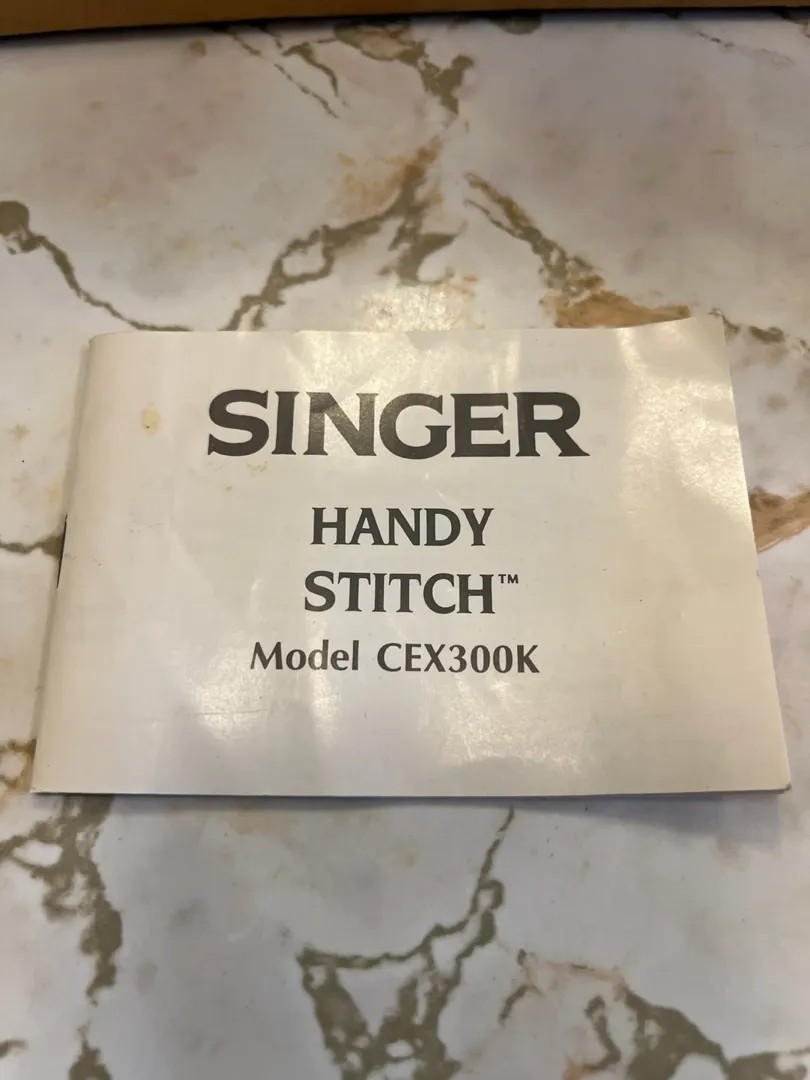 SINGER
HANDY
STITCH™
Model CEX300K